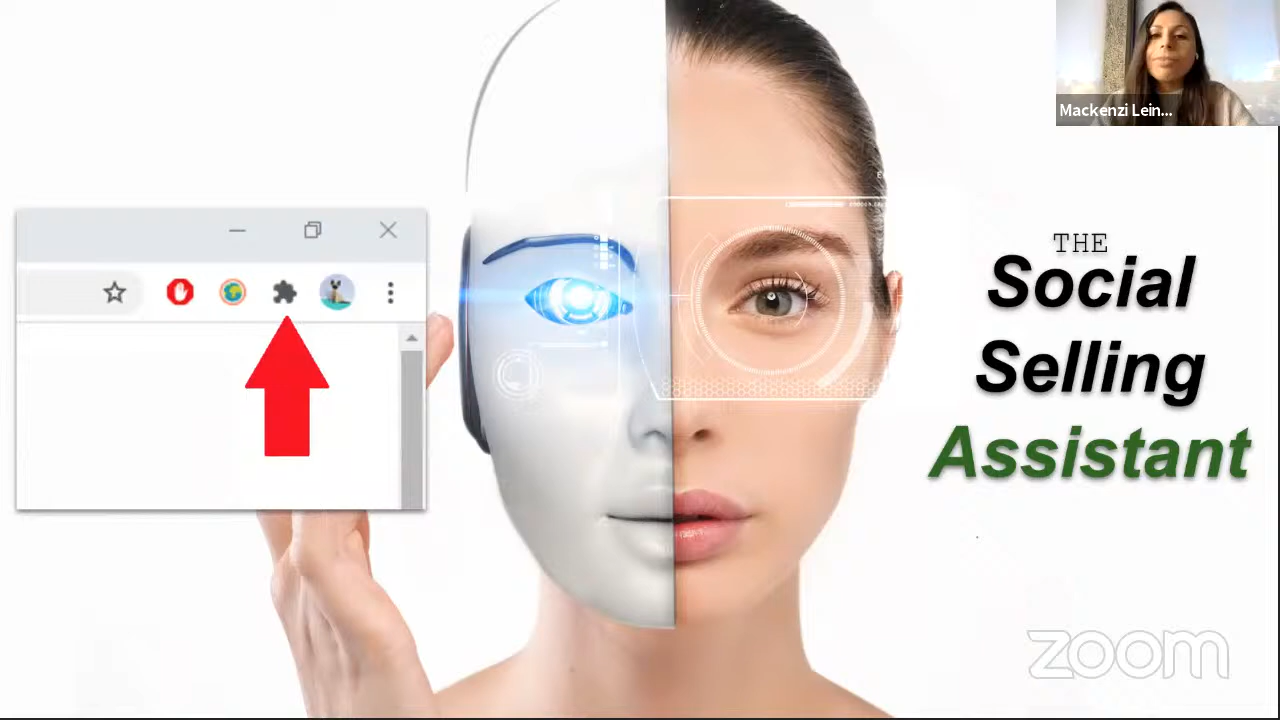 Mackenzi Lein...
THE
Social
Selling
Assistant
zoom